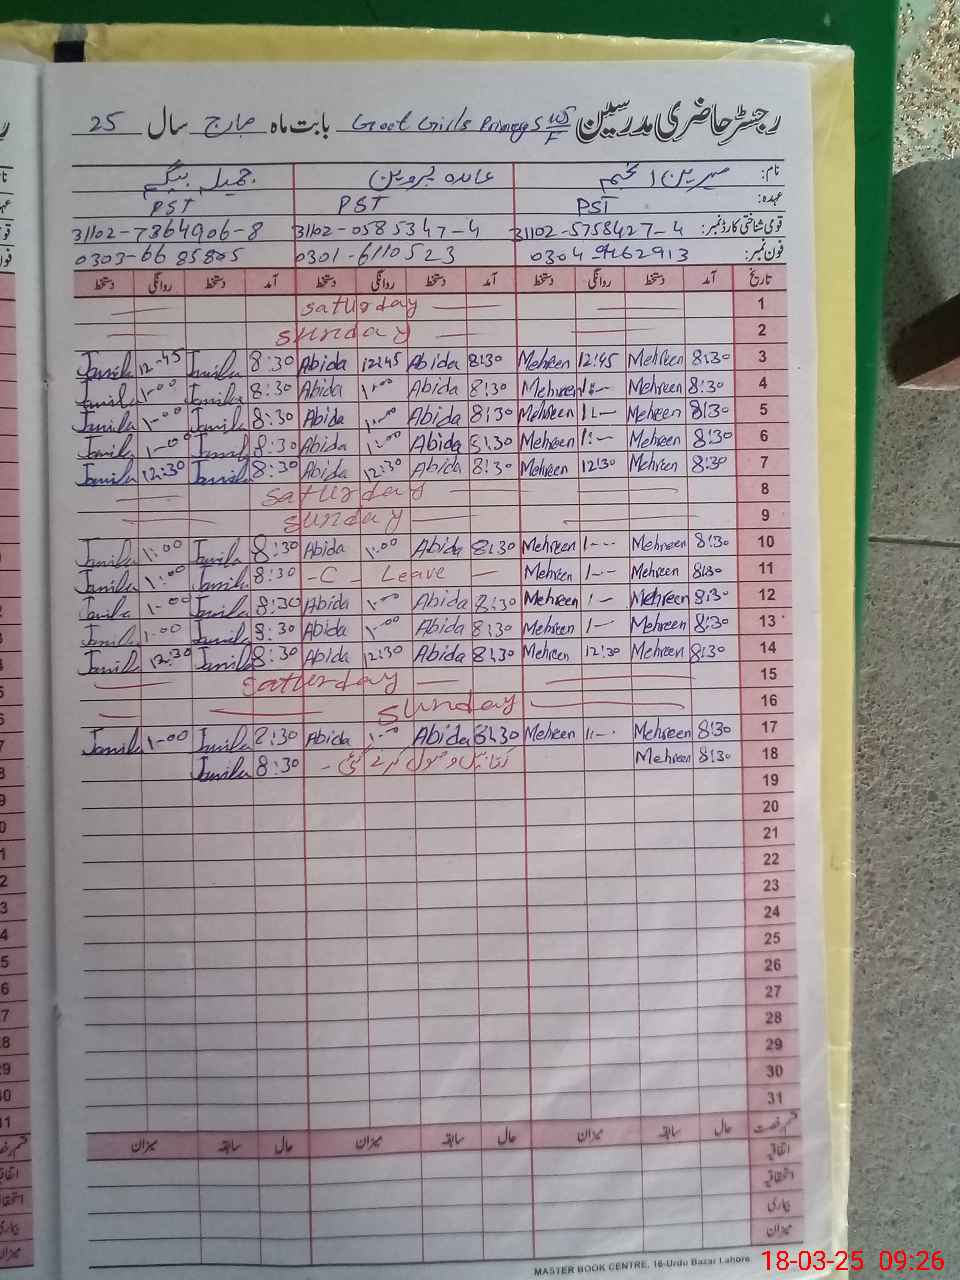 رجسٹر حاضری مدرسین Govt Girls Primary S بابت ماہ مارچ سال 25
نام: مہرین انجم عابدہ پروین جمیلہ بیگم
عہدہ: PST PST PST
قومی شناختی کارڈ نمبر: 31102-5758427-4 31102-0585347-4 31102-7364906-8
فون نمبر: 0304 9162913 0301-6110523 0303-6685805
تاریخ آمد دستخط روانگی دستخط آمد دستخط روانگی دستخط آمد دستخط روانگی دستخط
1 Saturday
2 Sunday
Jamila 12-45 Jamila 8:30 Abida 12:45 Abida 8:30 Mehreen 12:45 Mehreen 8:30 3
Jamila 1-00 Jamila 8:30 Abida 1:00 Abida 8:30 Mehreen 1:- Mehreen 8:30 4
Jamila 1-00 Jamila 8:30 Abida 1:00 Abida 8:30 Mehreen 1:- Mehreen 8:30 5
Jamila 1-00 Jamila 8:30 Abida 1:00 Abida 8:30 Mehreen 1:- Mehreen 8:30 6
Jamila 12:30 Jamila 8:30 Abida 12:30 Abida 8:30 Mehreen 12:30 Mehreen 8:30 7
Saturday 8
Sunday 9
Jamila 1:00 Jamila 8:30 Abida 1:00 Abida 8:30 Mehreen 1-- Mehreen 8:30 10
Jamila 1:00 Jamila 8:30 -C- Leave - Mehreen 1-- Mehreen 8:30 11
Jamila 1-00 Jamila 8:30 Abida 1:00 Abida 8:30 Mehreen 1- Mehreen 8:30 12
Jamila 1:00 Jamila 8:30 Abida 1:00 Abida 8:30 Mehreen 1- Mehreen 8:30 13
Jamila 12:30 Jamila 8:30 Abida 12:30 Abida 8:30 Mehreen 12:30 Mehreen 8:30 14
Saturday 15
Sunday 16
Jamila 1-00 Jamila 8:30 Abida 1:00 Abida 8:30 Mehreen 1:- Mehreen 8:30 17
Jamila 8:30 کتابیں وصول کرنے گئی - Mehreen 8:30 18
19
20
21
22
23
24
25
26
27
28
29
30
31
قسم رخصت حال سابقہ میزان حال سابقہ میزان حال سابقہ میزان
اتفاقیہ
استحقاقیہ
بیماری
میزان
MASTER BOOK CENTRE, 16-Urdu Bazar Lahore
18-03-25 09:26